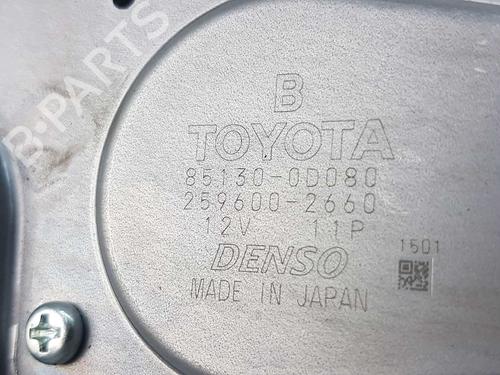 B
TOYOTA
85130-0D080
259600-2660
12V 11P
1501
DENSO
MADE IN JAPAN
B-PARTS